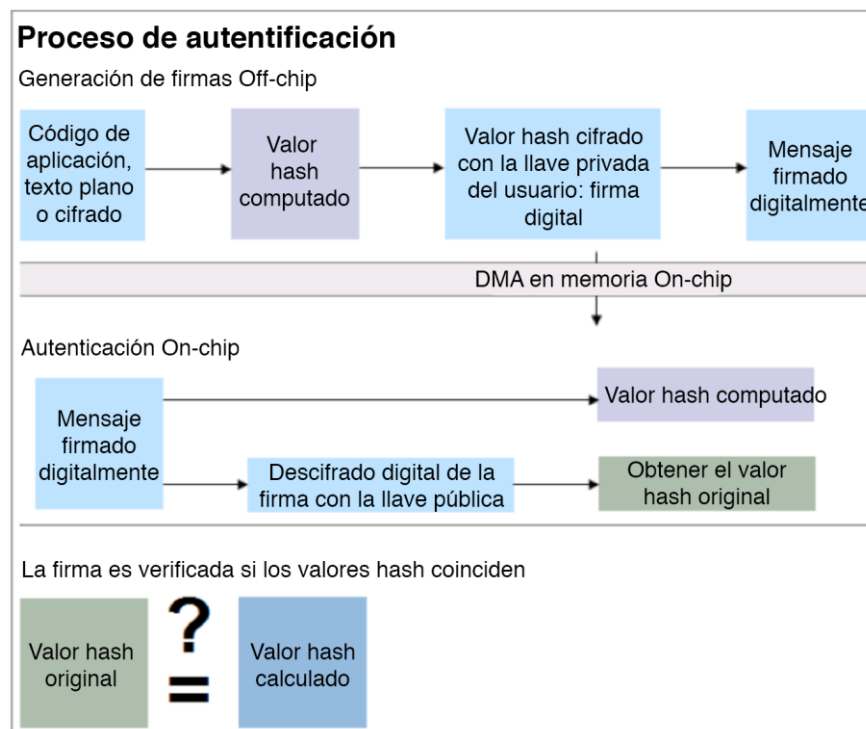 Proceso de autentificación
Generación de firmas Off-chip
Código de
aplicación,
texto plano
o cifrado
Valor
hash
computado
Valor hash cifrado
con la llave privada
del usuario: firma
digital
Mensaje
firmado
digitalmente
DMA en memoria On-chip
Autenticación On-chip
Mensaje
firmado
digitalmente
Valor hash computado
Descifrado digital de la
firma con la llave pública
Obtener el valor
hash original
La firma es verificada si los valores hash coinciden
Valor hash
original
?
=
Valor hash
calculado